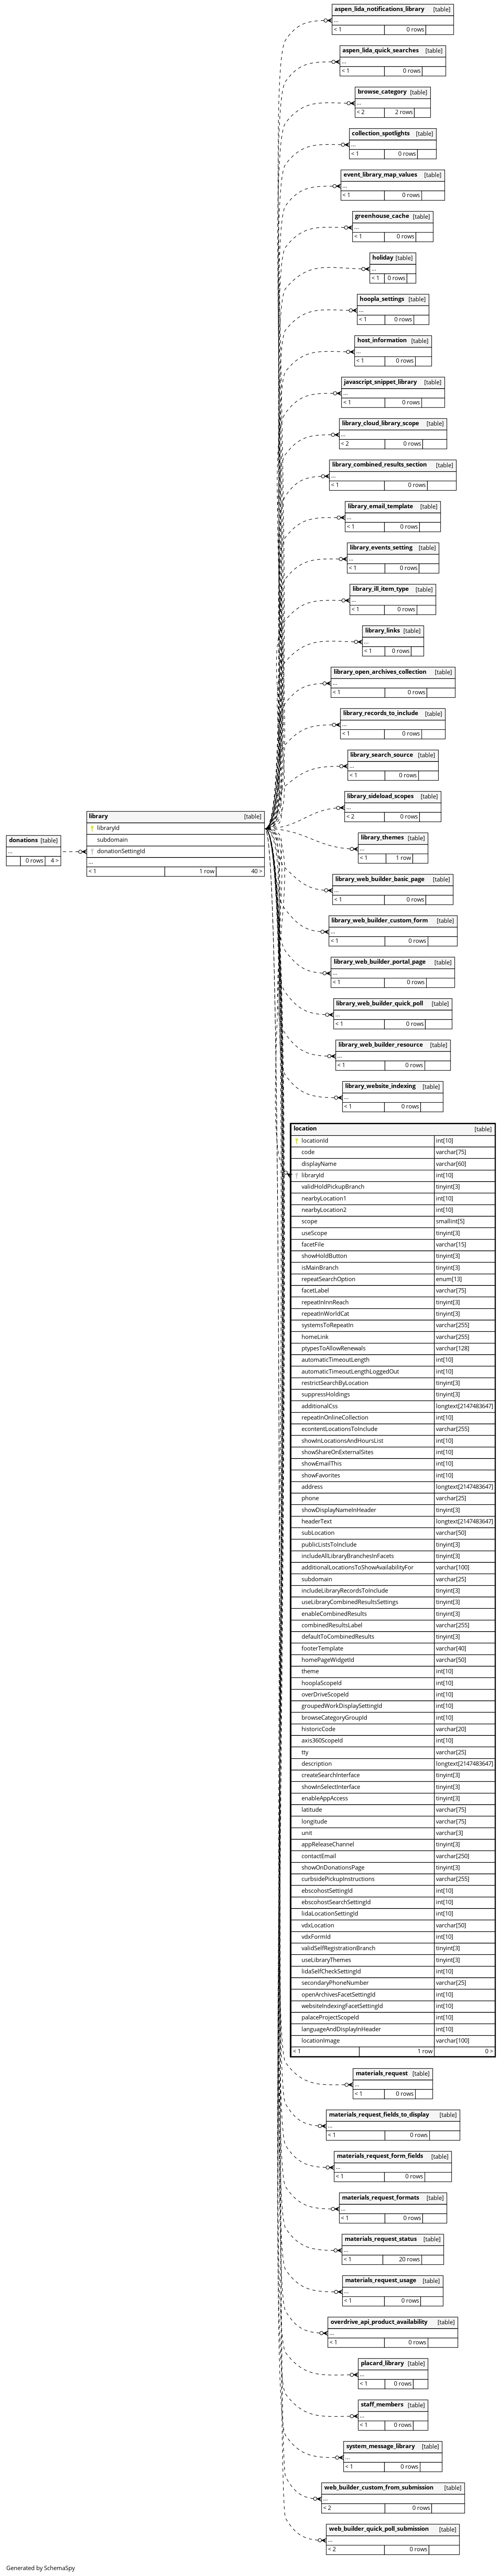 aspen_lida_notifications_library [table]
...
< 1 0 rows
aspen_lida_quick_searches [table]
...
< 1 0 rows
browse_category [table]
...
< 2 2 rows
collection_spotlights [table]
...
< 1 0 rows
event_library_map_values [table]
...
< 1 0 rows
greenhouse_cache [table]
...
< 1 0 rows
holiday [table]
...
< 1 0 rows
hoopla_settings [table]
...
< 1 0 rows
host_information [table]
...
< 1 0 rows
javascript_snippet_library [table]
...
< 1 0 rows
library_cloud_library_scope [table]
...
< 2 0 rows
library_combined_results_section [table]
...
< 1 0 rows
library_email_template [table]
...
< 1 0 rows
library_events_setting [table]
...
< 1 0 rows
library_ill_item_type [table]
...
< 1 0 rows
library_links [table]
...
< 1 0 rows
library_open_archives_collection [table]
...
< 1 0 rows
library_records_to_include [table]
...
< 1 0 rows
library_search_source [table]
...
< 1 0 rows
library_sideload_scopes [table]
...
< 2 0 rows
library_themes [table]
...
< 1 1 row
donations [table]
...
0 rows 4 >
library [table]
libraryId
subdomain
donationSettingId
...
< 1 1 row 40 >
library_web_builder_basic_page [table]
...
< 1 0 rows
library_web_builder_custom_form [table]
...
< 1 0 rows
library_web_builder_portal_page [table]
...
< 1 0 rows
library_web_builder_quick_poll [table]
...
< 1 0 rows
library_web_builder_resource [table]
...
< 1 0 rows
library_website_indexing [table]
...
< 1 0 rows
location [table]
locationId int[10]
code varchar[75]
displayName varchar[60]
libraryId int[10]
validHoldPickupBranch tinyint[3]
nearbyLocation1 int[10]
nearbyLocation2 int[10]
scope smallint[5]
useScope tinyint[3]
facetFile varchar[15]
showHoldButton tinyint[3]
isMainBranch tinyint[3]
repeatSearchOption enum[13]
facetLabel varchar[75]
repeatInInnReach tinyint[3]
repeatInWorldCat tinyint[3]
systemsToRepeatIn varchar[255]
homeLink varchar[255]
ptypesToAllowRenewals varchar[128]
automaticTimeoutLength int[10]
automaticTimeoutLengthLoggedOut int[10]
restrictSearchByLocation tinyint[3]
suppressHoldings tinyint[3]
additionalCss longtext[2147483647]
repeatInOnlineCollection int[10]
econtentLocationsToInclude varchar[255]
showInLocationsAndHoursList int[10]
showShareOnExternalSites int[10]
showEmailThis int[10]
showFavorites int[10]
address longtext[2147483647]
phone varchar[25]
showDisplayNameInHeader tinyint[3]
headerText longtext[2147483647]
subLocation varchar[50]
publicListsToInclude tinyint[3]
includeAllLibraryBranchesInFacets tinyint[3]
additionalLocationsToShowAvailabilityFor varchar[100]
subdomain varchar[25]
includeLibraryRecordsToInclude tinyint[3]
useLibraryCombinedResultsSettings tinyint[3]
enableCombinedResults tinyint[3]
combinedResultsLabel varchar[255]
defaultToCombinedResults tinyint[3]
footerTemplate varchar[40]
homePageWidgetId varchar[50]
theme int[10]
hooplaScopeId int[10]
overDriveScopeId int[10]
groupedWorkDisplaySettingId int[10]
browseCategoryGroupId int[10]
historicCode varchar[20]
axis360ScopeId int[10]
tty varchar[25]
description longtext[2147483647]
createSearchInterface tinyint[3]
showInSelectInterface tinyint[3]
enableAppAccess tinyint[3]
latitude varchar[75]
longitude varchar[75]
unit varchar[3]
appReleaseChannel tinyint[3]
contactEmail varchar[250]
showOnDonationsPage tinyint[3]
curbsidePickupInstructions varchar[255]
ebscohostSettingId int[10]
ebscohostSearchSettingId int[10]
lidaLocationSettingId int[10]
vdxLocation varchar[50]
vdxFormId int[10]
validSelfRegistrationBranch tinyint[3]
useLibraryThemes tinyint[3]
lidaSelfCheckSettingId int[10]
secondaryPhoneNumber varchar[25]
openArchivesFacetSettingId int[10]
websiteIndexingFacetSettingId int[10]
palaceProjectScopeId int[10]
languageAndDisplayInHeader int[10]
locationImage varchar[100]
< 1 1 row 0 >
materials_request [table]
...
< 1 0 rows
materials_request_fields_to_display [table]
...
< 1 0 rows
materials_request_form_fields [table]
...
< 1 0 rows
materials_request_formats [table]
...
< 1 0 rows
materials_request_status [table]
...
< 1 20 rows
materials_request_usage [table]
...
< 1 0 rows
overdrive_api_product_availability [table]
...
< 1 0 rows
placard_library [table]
...
< 1 0 rows
staff_members [table]
...
< 1 0 rows
system_message_library [table]
...
< 1 0 rows
web_builder_custom_from_submission [table]
...
< 2 0 rows
web_builder_quick_poll_submission [table]
...
< 2 0 rows
Generated by SchemaSpy